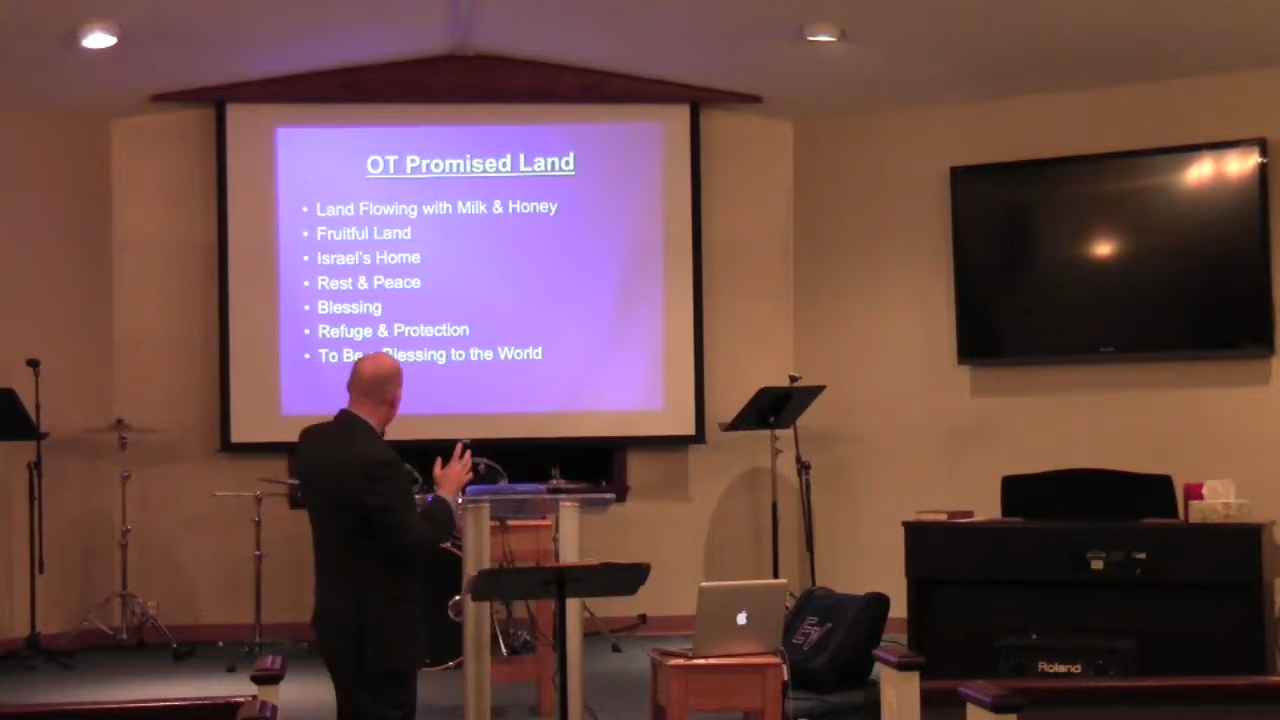 OT Promised Land
• Land Flowing with Milk & Honey
• Fruitful Land
• Israel's Home
• Rest & Peace
• Blessing
• Refuge & Protection
• To Be Blessing to the World
Roland